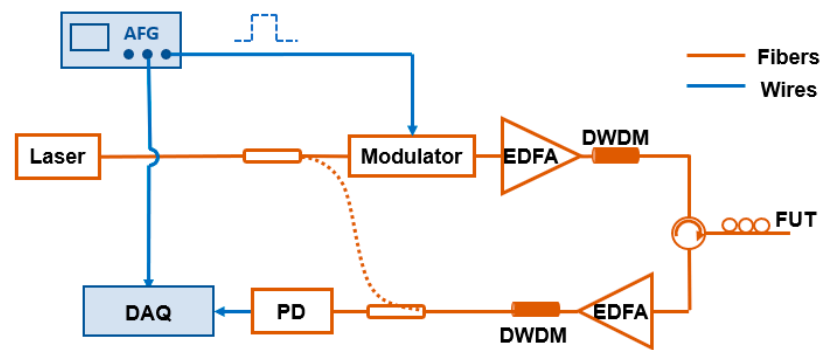 AFG
Fibers
Wires
Laser
Modulator
EDFA
DWDM
FUT
DAQ
PD
DWDM
EDFA